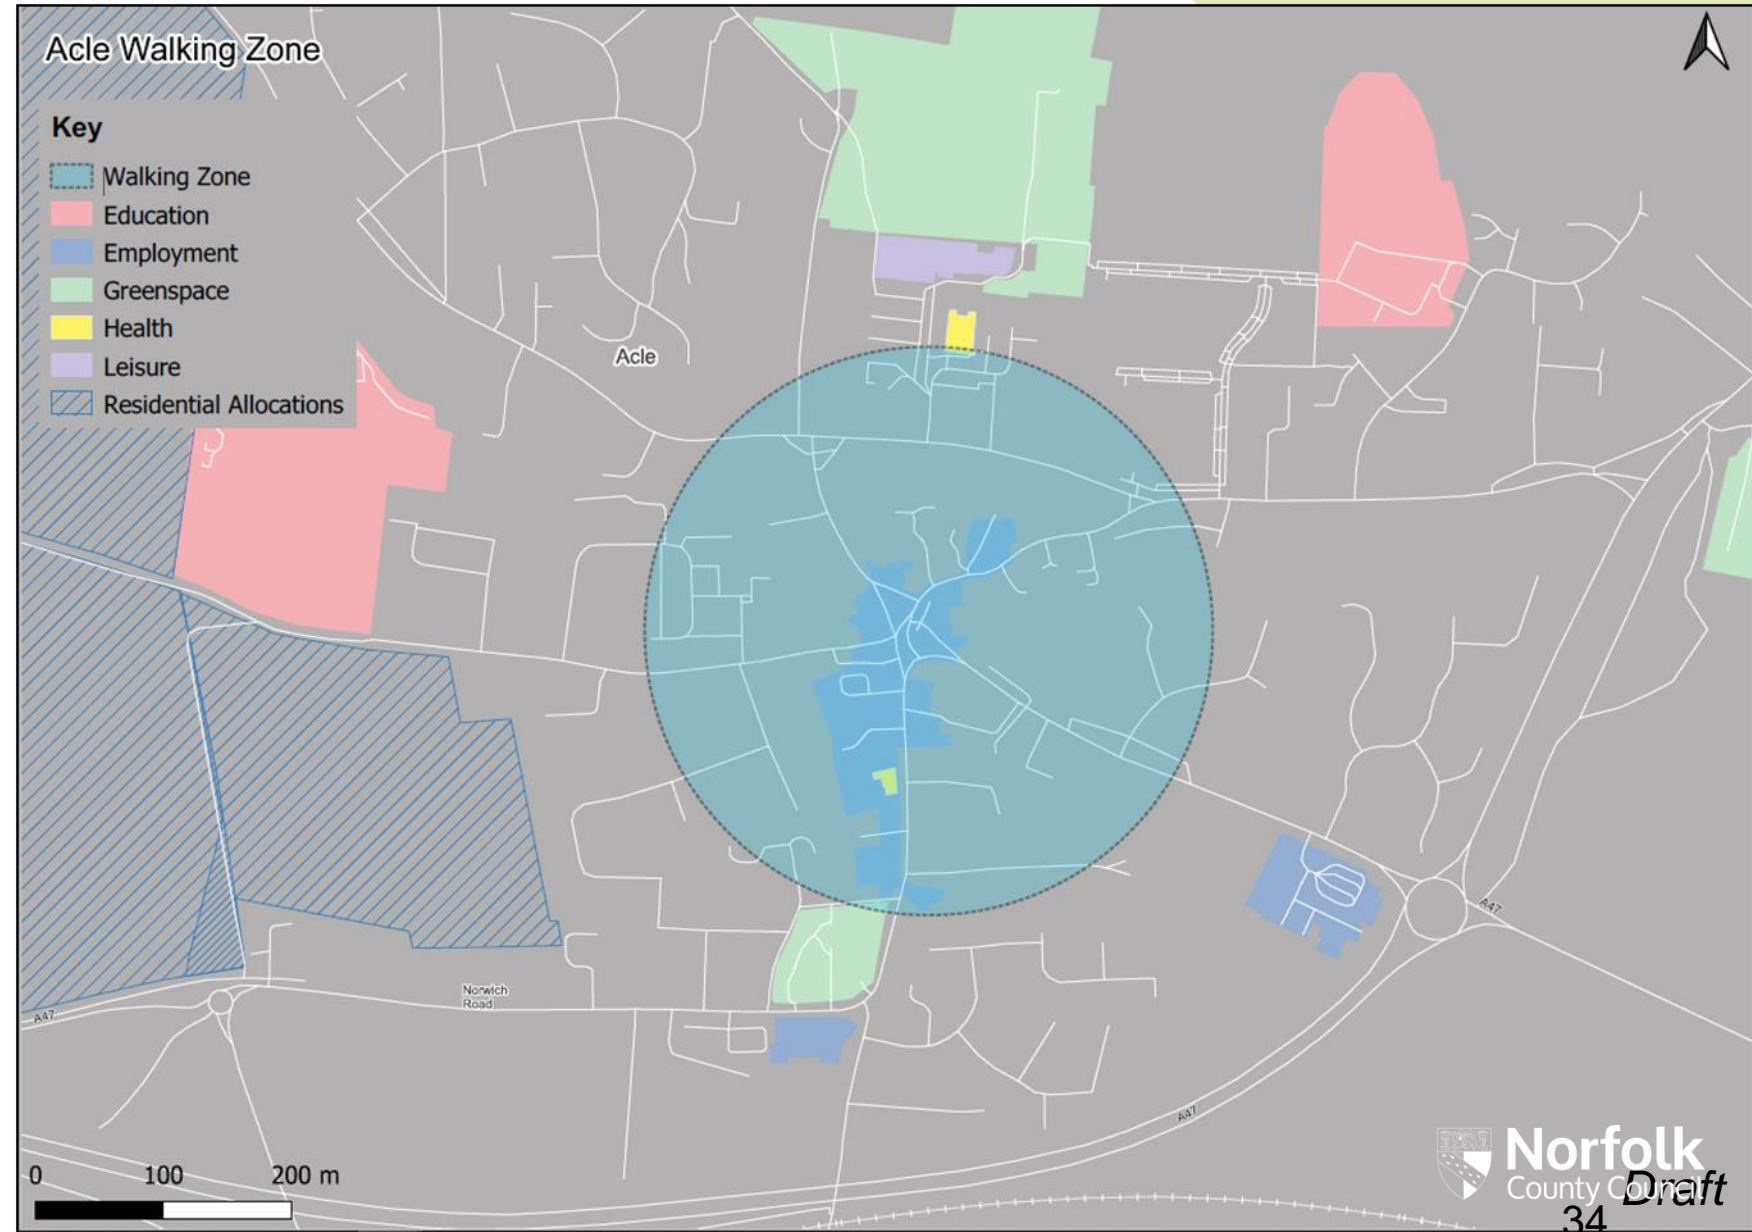 Acle Walking Zone
Key
Walking Zone
Education
Employment
Greenspace
Health
Leisure
Residential Allocations
Acle
Norwich
Road
A47
A47
A47
0 100 200 m
Norfolk
County Council
Draft
34